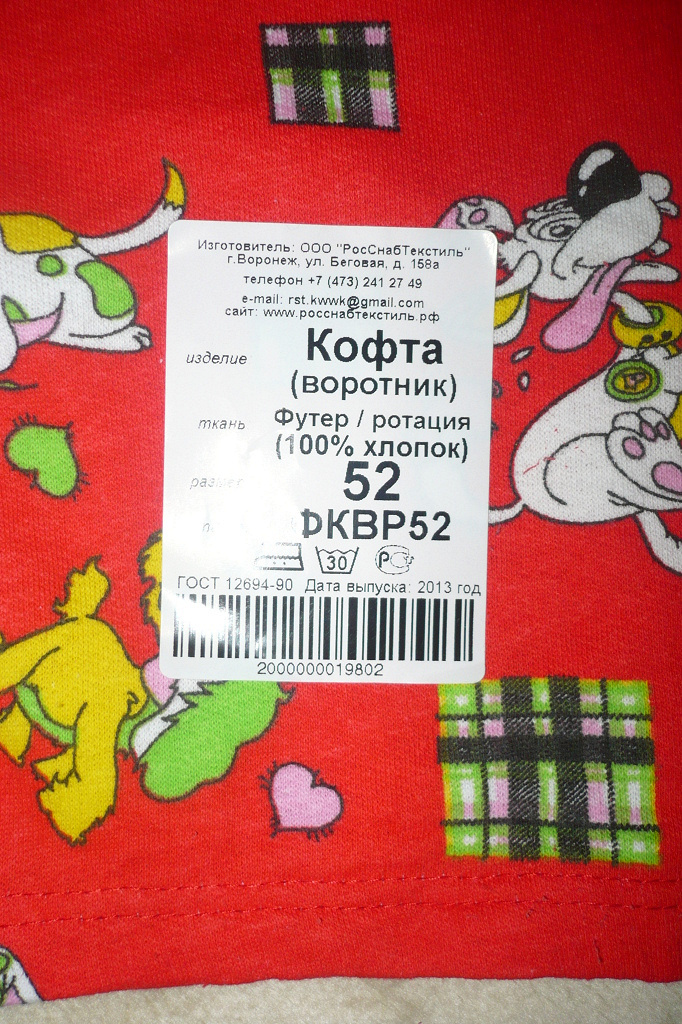 Изготовитель: ООО "РосСнабТекстиль"
г.Воронеж, ул. Беговая, д. 158а
телефон +7 (473) 241 27 49
e-mail: rst.kwwk@gmail.com
сайт: www.росснабтекстиль.рф
изделие Кофта
(воротник)
ткань Футер / ротация
(100% хлопок)
размер 52
ФКВР52
30 РСТ
ГОСТ 12694-90 Дата выпуска: 2013 год
2000000019802